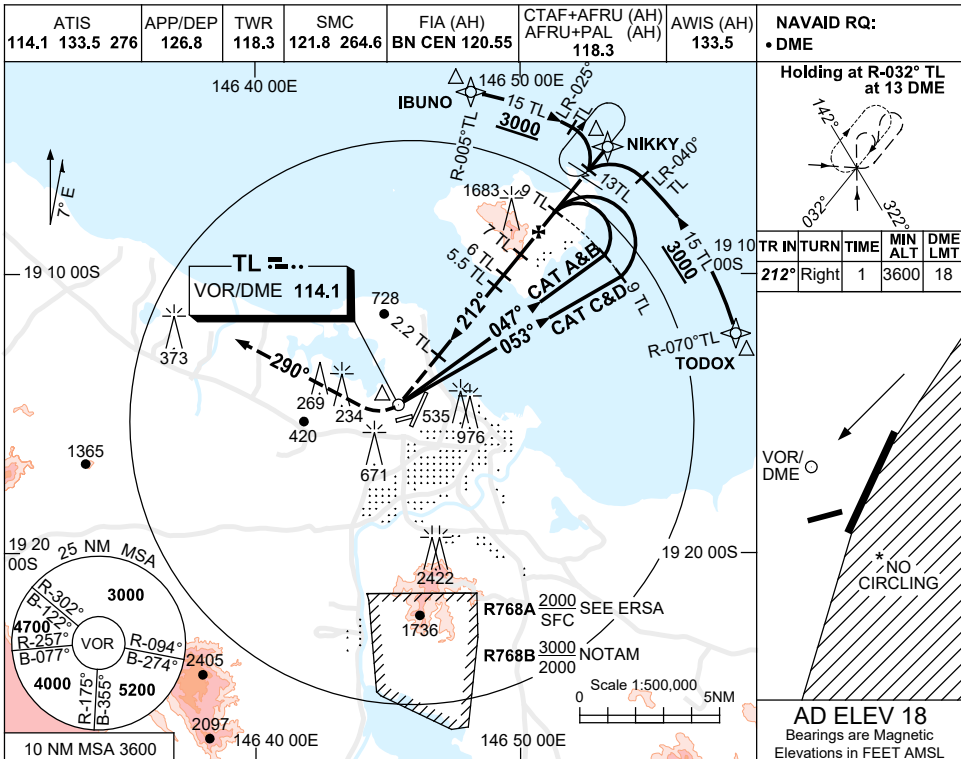 ATIS
114.1 133.5 276
APP/DEP
126.8
TWR
118.3
SMC
121.8 264.6
FIA (AH)
BN CEN 120.55
CTAF+AFRU (AH)
AFRU+PAL (AH)
118.3
AWIS (AH)
133.5
NAVAID RQ:
• DME
146 40 00E
146 50 00E
IBUNO
15 TL
3000
LR-025°
TL
R-005°TL
NIKKY
13TL
LR-040°
TL
9 TL
1683
7° E
7 TL
6 TL
5.5 TL
15 TL
3000
19 10
00S
19 10 00S
TL
VOR/DME 114.1
728
2.2 TL
212°
047° CAT A&B
053° CAT C&D
9 TL
R-070°TL
TODOX
373
290°
269
234
420
535
976
671
1365
19 20
00S
19 20 00S
25 NM MSA
3000
R-302°
B-122°
4700
R-257°
B-077°
VOR
R-094°
B-274°
4000
R-175°
B-355°
5200
10 NM MSA 3600
2405
2097
2422
1736
R768A 2000
SFC
SEE ERSA
R768B 3000
2000
NOTAM
Scale 1:500,000
0
5NM
146 40 00E
146 50 00E
Holding at R-032° TL
at 13 DME
142°
032°
322°
TR IN
TURN
TIME
MIN
ALT
DME
LMT
212°
Right
1
3600
18
VOR/
DME
*NO
CIRCLING
AD ELEV 18
Bearings are Magnetic
Elevations in FEET AMSL